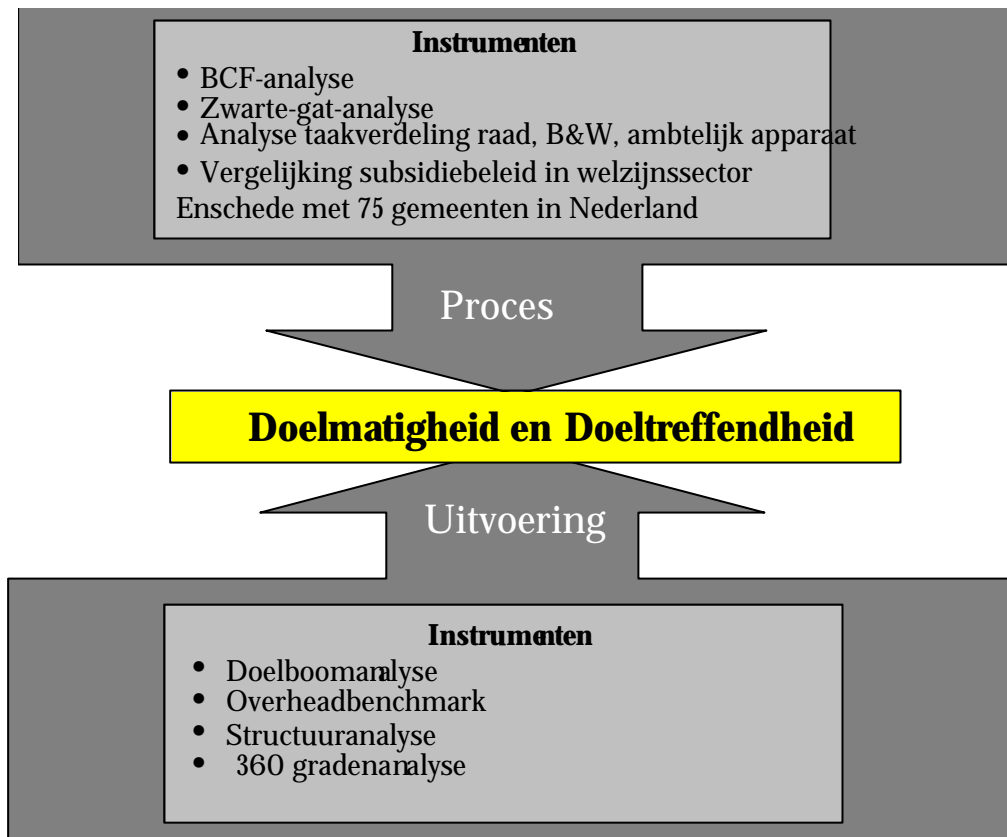 Instrumenten
• BCF-analyse
• Zwarte-gat-analyse
• Analyse taakverdeling raad, B&W, ambtelijk apparaat
• Vergelijking subsidiebeleid in welzijnssector
Enschede met 75 gemeenten in Nederland
Proces
Doelmatigheid en Doeltreffendheid
Uitvoering
Instrumenten
• Doelboomanalyse
• Overheadbenchmark
• Structuuranalyse
• 360 gradenanalyse